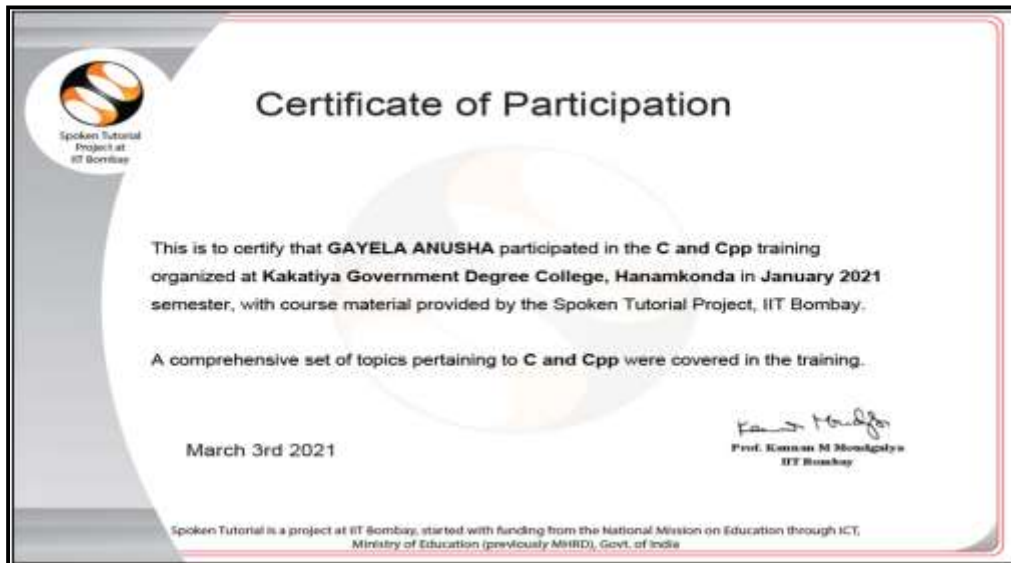 Spoken Tutorial
Project at
IIT Bombay
Certificate of Participation
This is to certify that GAYELA ANUSHA participated in the C and Cpp training
organized at Kakatiya Government Degree College, Hanamkonda in January 2021
semester, with course material provided by the Spoken Tutorial Project, IIT Bombay.
A comprehensive set of topics pertaining to C and Cpp were covered in the training.
March 3rd 2021
Prof. Kannan M Moudgalya
IIT Bombay
Spoken Tutorial is a project at IIT Bombay, started with funding from the National Mission on Education through ICT,
Ministry of Education (previously MHRD), Govt. of India